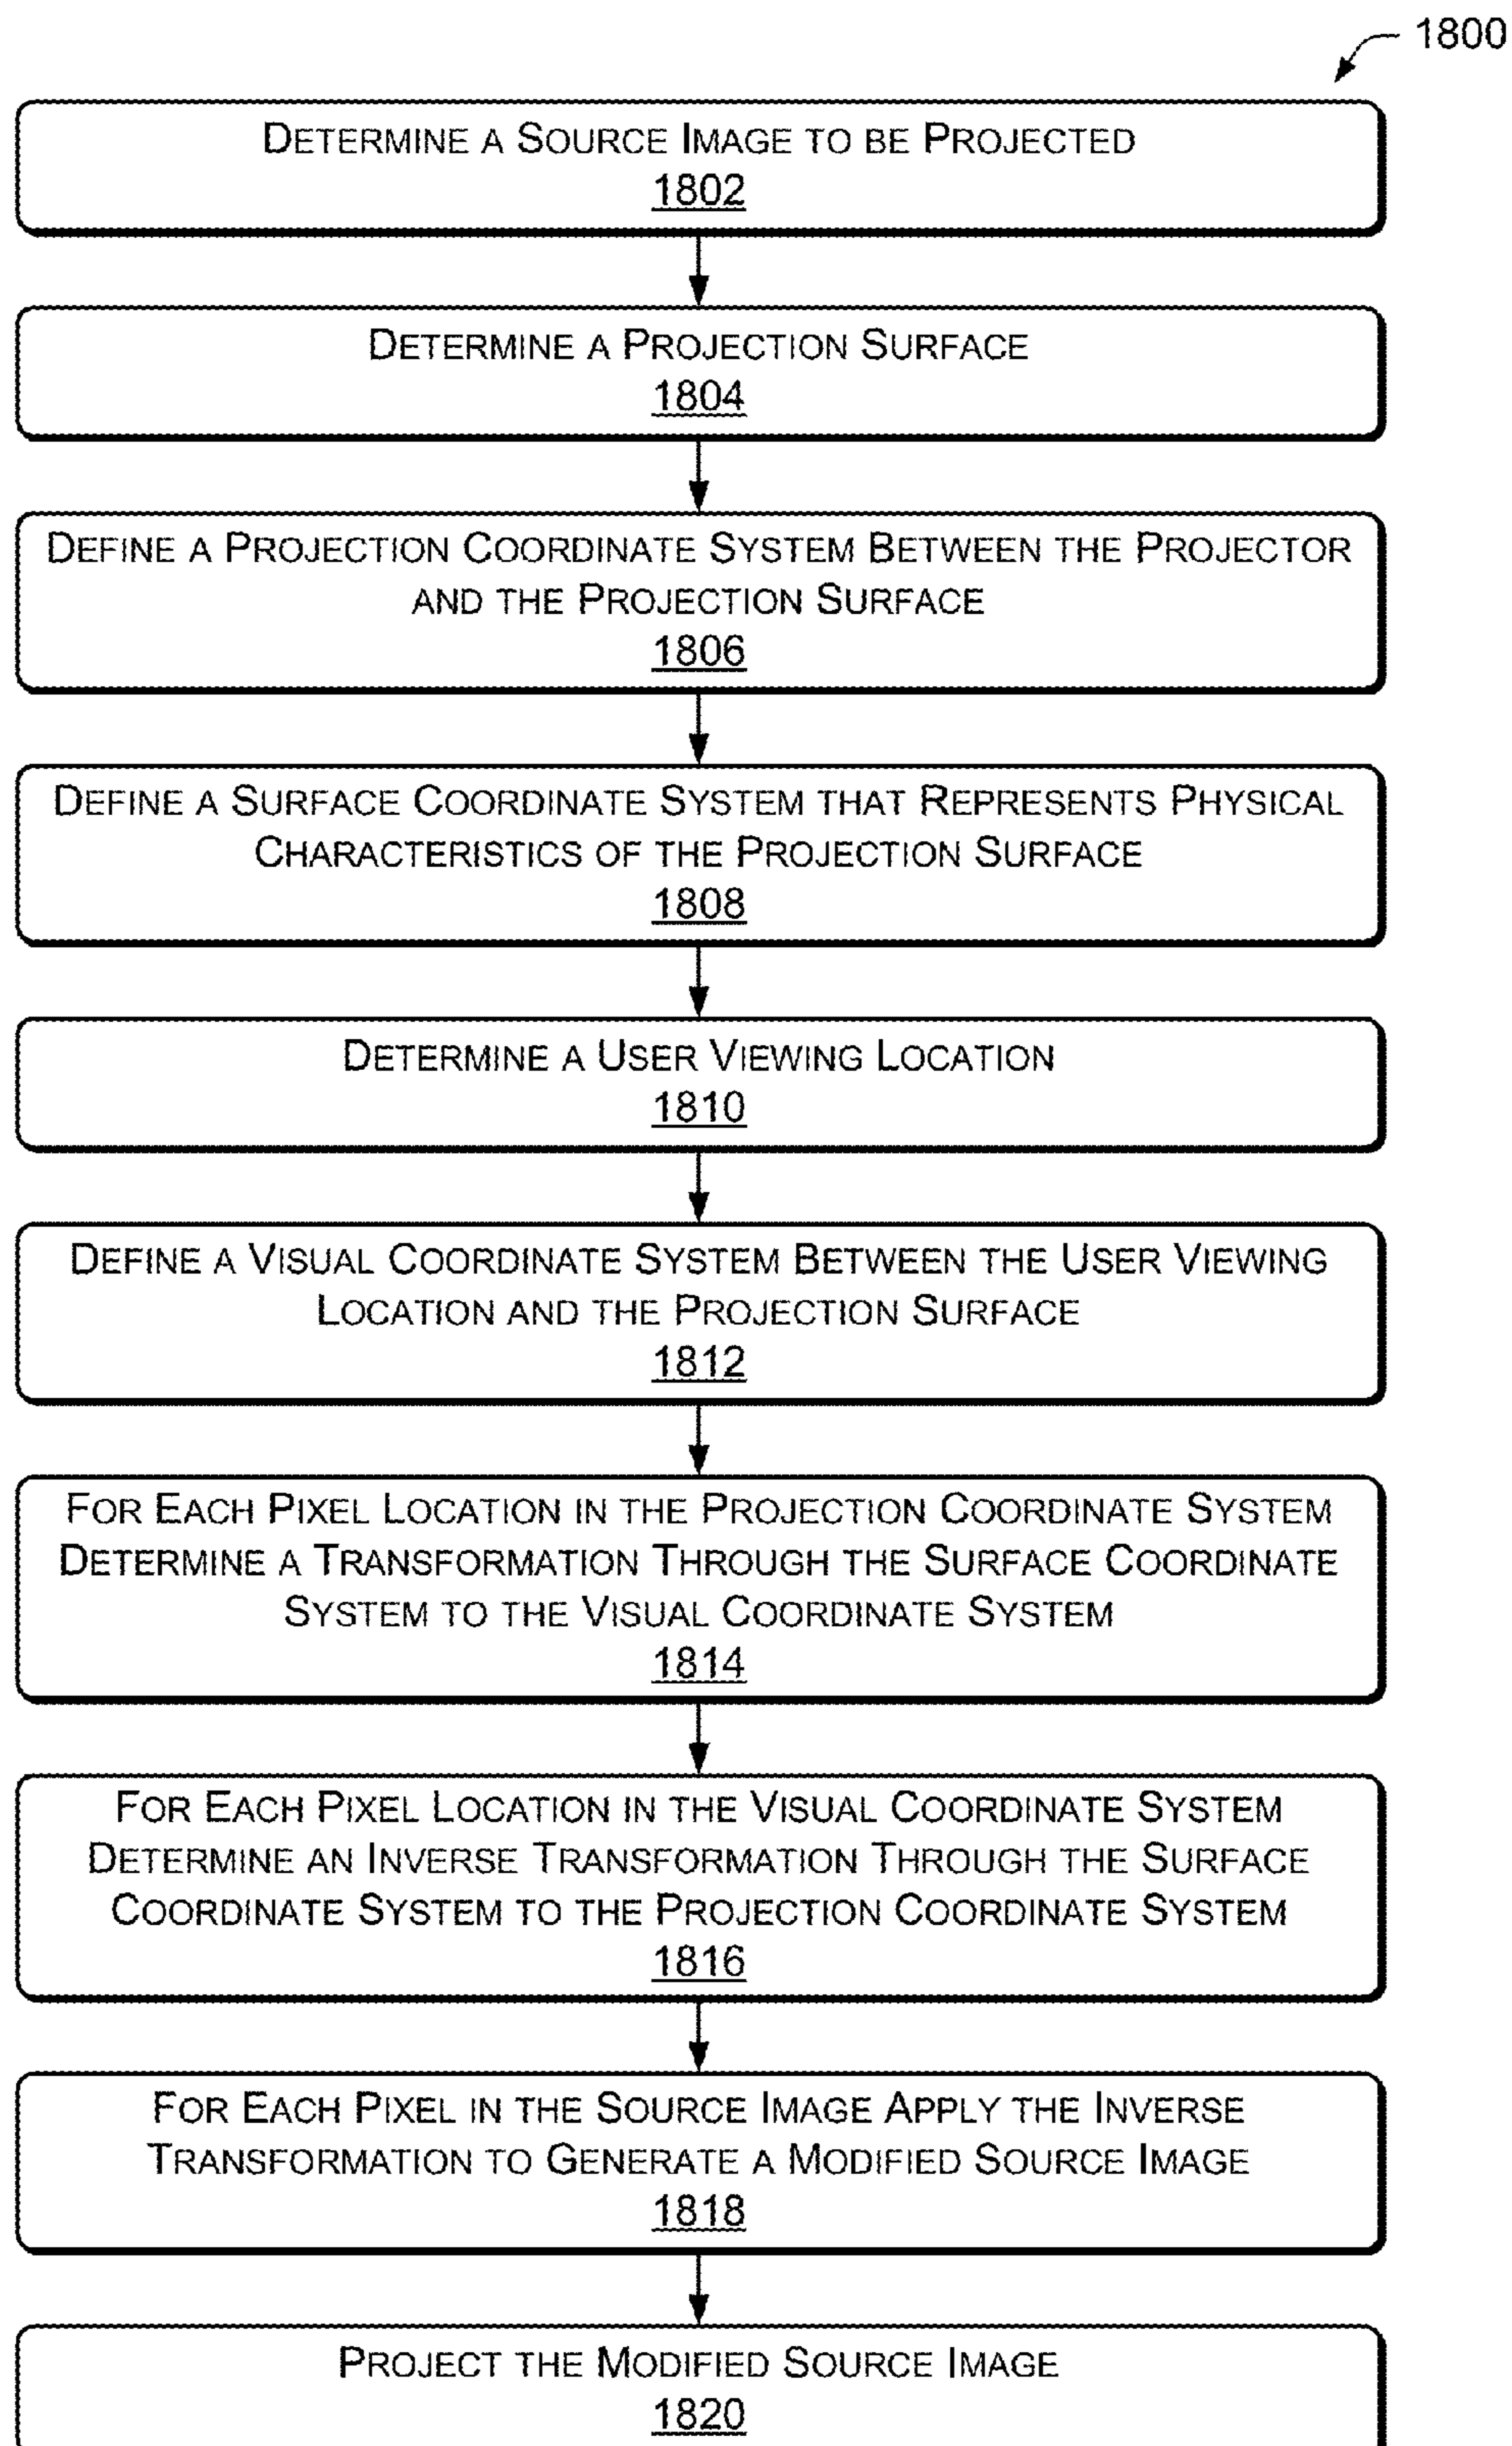 1800
DETERMINE A SOURCE IMAGE TO BE PROJECTED
1802
DETERMINE A PROJECTION SURFACE
1804
DEFINE A PROJECTION COORDINATE SYSTEM BETWEEN THE PROJECTOR
AND THE PROJECTION SURFACE
1806
DEFINE A SURFACE COORDINATE SYSTEM THAT REPRESENTS PHYSICAL
CHARACTERISTICS OF THE PROJECTION SURFACE
1808
DETERMINE A USER VIEWING LOCATION
1810
DEFINE A VISUAL COORDINATE SYSTEM BETWEEN THE USER VIEWING
LOCATION AND THE PROJECTION SURFACE
1812
FOR EACH PIXEL LOCATION IN THE PROJECTION COORDINATE SYSTEM
DETERMINE A TRANSFORMATION THROUGH THE SURFACE COORDINATE
SYSTEM TO THE VISUAL COORDINATE SYSTEM
1814
FOR EACH PIXEL LOCATION IN THE VISUAL COORDINATE SYSTEM
DETERMINE AN INVERSE TRANSFORMATION THROUGH THE SURFACE
COORDINATE SYSTEM TO THE PROJECTION COORDINATE SYSTEM
1816
FOR EACH PIXEL IN THE SOURCE IMAGE APPLY THE INVERSE
TRANSFORMATION TO GENERATE A MODIFIED SOURCE IMAGE
1818
PROJECT THE MODIFIED SOURCE IMAGE
1820